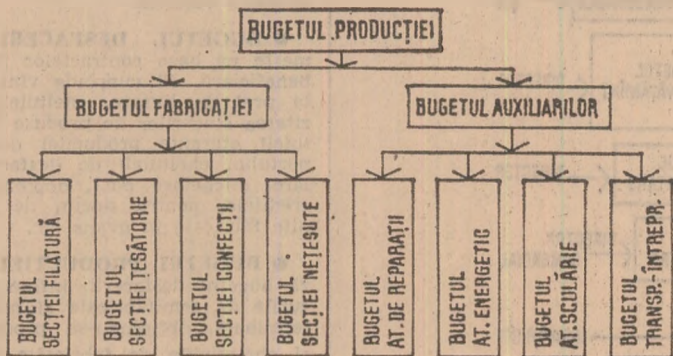 BUGETUL PRODUCȚIEI
BUGETUL FABRICAȚIEI
BUGETUL AUXILIARILOR
BUGETUL
SECȚIEI FILATURĂ
BUGETUL
SECȚIEI ȚESĂTORIE
BUGETUL
SECȚIEI CONFECȚII
BUGETUL
SECȚIEI NEȚESUTE
BUGETUL
AT. DE REPARAȚII
BUGETUL
AT. ENERGETIC
BUGETUL
AT. SCULĂRIE
BUGETUL
TRANSP.-ÎNTREPR.